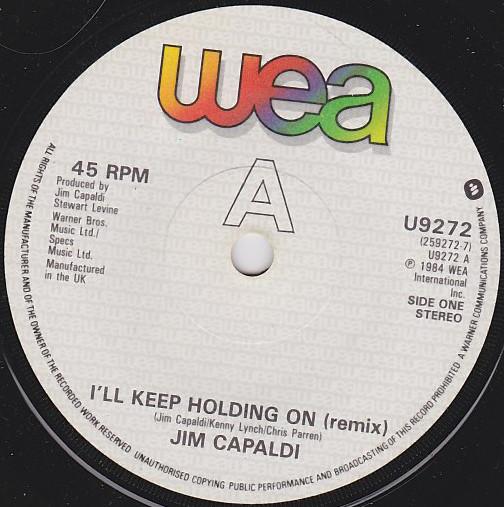 wea
A
45 RPM
Produced by
Jim Capaldi
Stewart Levine
Warner Bros.
Music Ltd./
Specs
Music Ltd.
Manufactured
in the UK
U9272
(259272-7)
U9272 A
℗ 1984 WEA
International
Inc.
SIDE ONE
STEREO
I'LL KEEP HOLDING ON (remix)
(Jim Capaldi/Kenny Lynch/Chris Parren)
JIM CAPALDI
ALL RIGHTS OF THE MANUFACTURER AND OF THE OWNER OF THE RECORDED WORK RESERVED UNAUTHORISED COPYING PUBLIC PERFORMANCE AND BROADCASTING OF THIS RECORD PROHIBITED A WARNER COMMUNICATIONS COMPANY